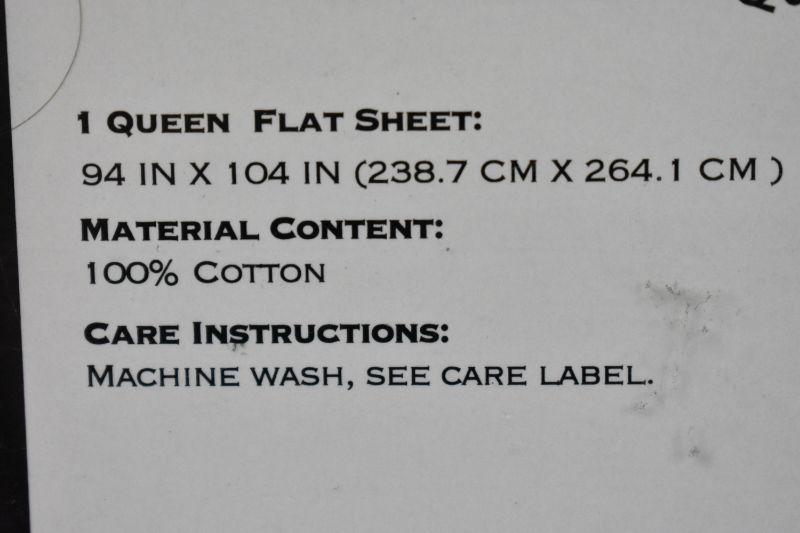 1 QUEEN FLAT SHEET:
94 IN X 104 IN (238.7 CM X 264.1 CM )
MATERIAL CONTENT:
100% COTTON
CARE INSTRUCTIONS:
MACHINE WASH, SEE CARE LABEL.